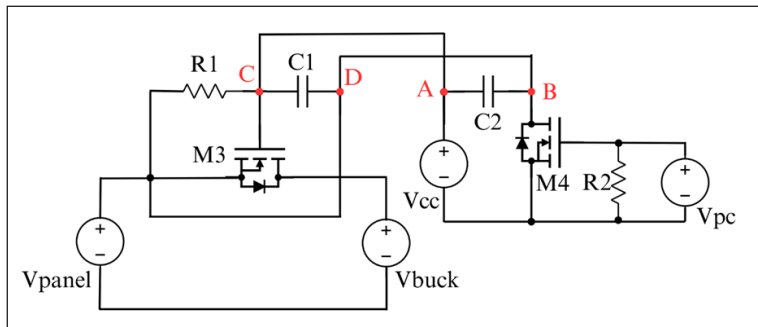 R1
C
C1
D
A
B
C2
M3
M4
R2
Vcc
Vpc
+
−
+
−
+
−
+
−
Vpanel
Vbuck